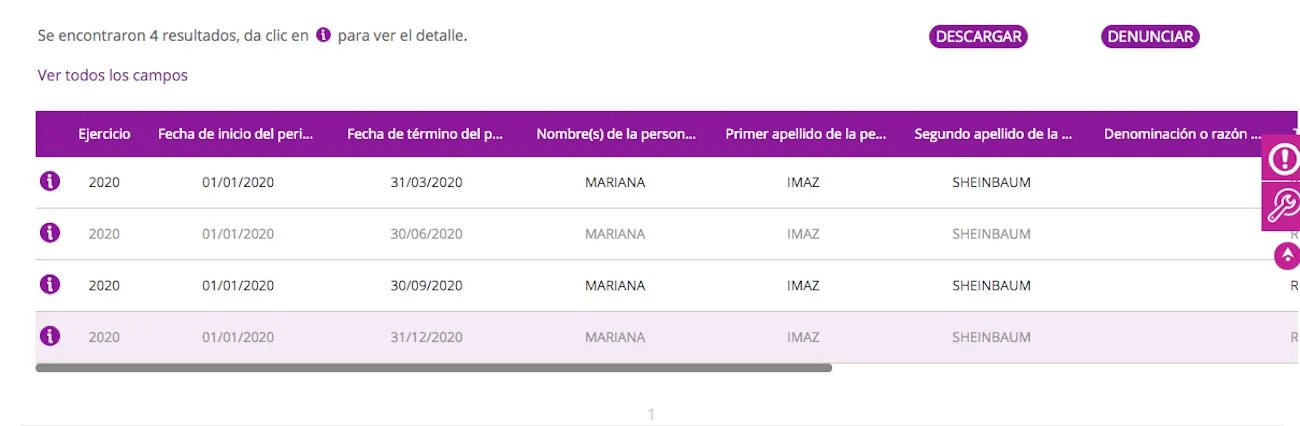 Se encontraron 4 resultados, da clic en para ver el detalle. DESCARGAR DENUNCIAR
Ver todos los campos
Ejercicio Fecha de inicio del peri... Fecha de término del p... Nombre(s) de la person... Primer apellido de la pe... Segundo apellido de la ... Denominación o razón ...
2020 01/01/2020 31/03/2020 MARIANA IMAZ SHEINBAUM
2020 01/01/2020 30/06/2020 MARIANA IMAZ SHEINBAUM R
2020 01/01/2020 30/09/2020 MARIANA IMAZ SHEINBAUM R
2020 01/01/2020 31/12/2020 MARIANA IMAZ SHEINBAUM R
1